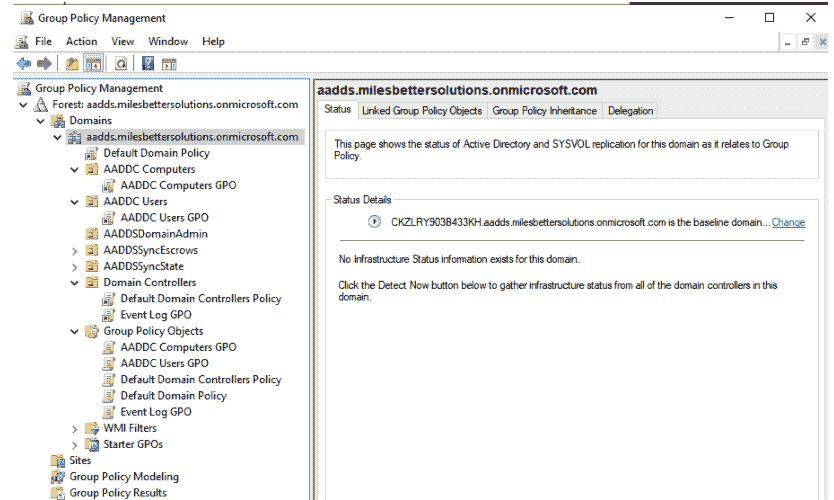 Group Policy Management
File Action View Window Help
Group Policy Management
Forest: aadds.milesbettersolutions.onmicrosoft.com
Domains
aadds.milesbettersolutions.onmicrosoft.com
Default Domain Policy
AADDC Computers
AADDC Computers GPO
AADDC Users
AADDC Users GPO
AADDSDomainAdmin
AADDSSyncEscrows
AADDSSyncState
Domain Controllers
Default Domain Controllers Policy
Event Log GPO
Group Policy Objects
AADDC Computers GPO
AADDC Users GPO
Default Domain Controllers Policy
Default Domain Policy
Event Log GPO
WMI Filters
Starter GPOs
Sites
Group Policy Modeling
Group Policy Results
aadds.milesbettersolutions.onmicrosoft.com
Status Linked Group Policy Objects Group Policy Inheritance Delegation
This page shows the status of Active Directory and SYSVOL replication for this domain as it relates to Group
Policy.
Status Details
CKZLRY903B433KH.aadds.milesbettersolutions.onmicrosoft.com is the baseline domain... Change
No Infrastructure Status information exists for this domain.
Click the Detect Now button below to gather infrastructure status from all of the domain controllers in this
domain.